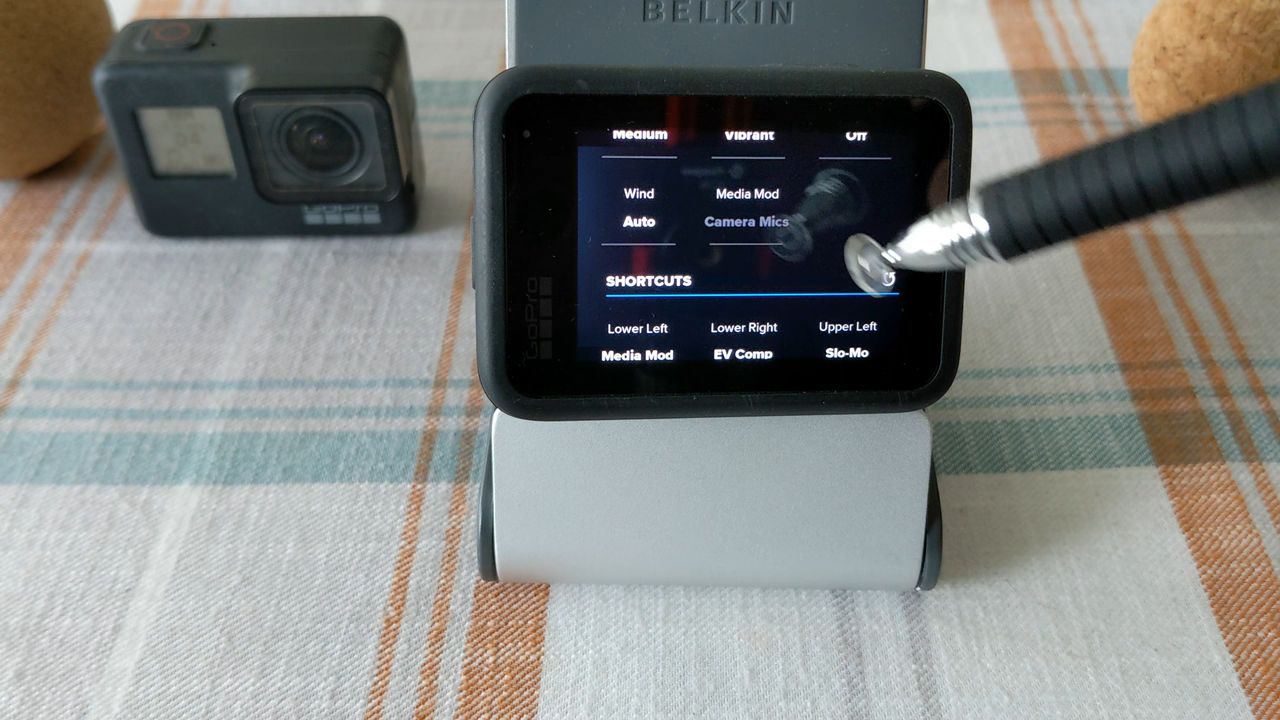 BELKIN
GoPro
Medium Vibrant Off
Wind Media Mod
Auto Camera Mics
SHORTCUTS
Lower Left Lower Right Upper Left
Media Mod EV Comp Slo-Mo
GoPro